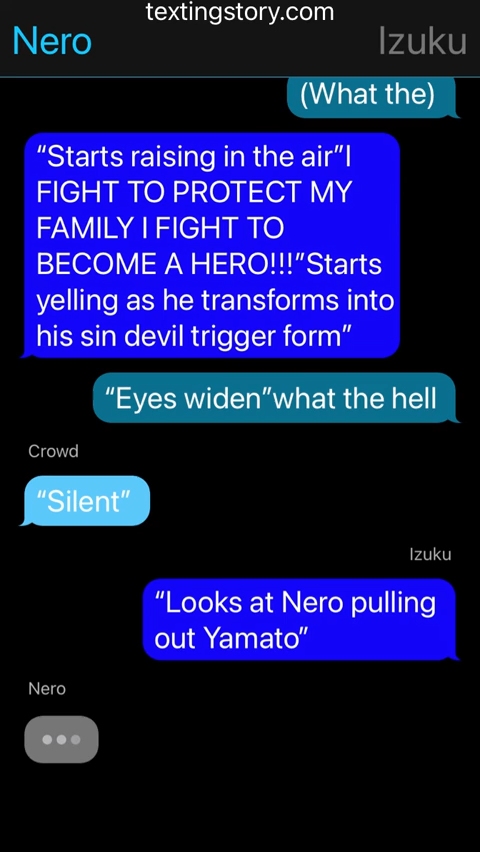 textingstory.com
Nero
Izuku
(What the)
“Starts raising in the air”I
FIGHT TO PROTECT MY
FAMILY I FIGHT TO
BECOME A HERO!!!”Starts
yelling as he transforms into
his sin devil trigger form”
“Eyes widen”what the hell
Crowd
“Silent”
Izuku
“Looks at Nero pulling
out Yamato”
Nero